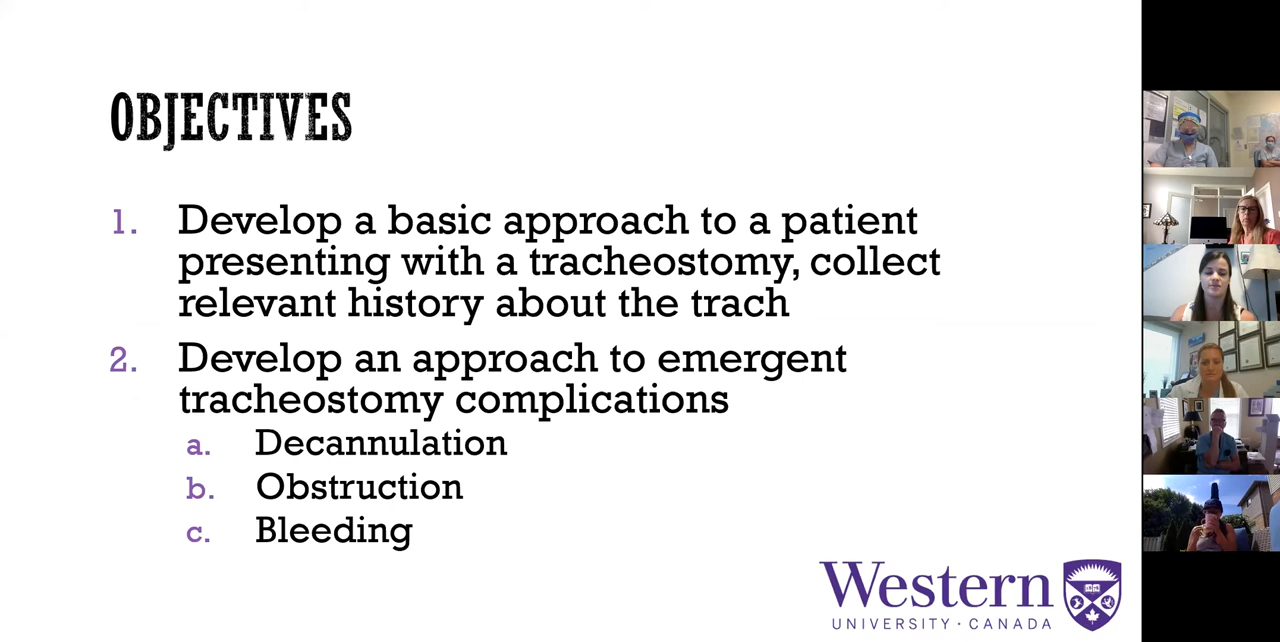 OBJECTIVES
1. Develop a basic approach to a patient
presenting with a tracheostomy, collect
relevant history about the trach
2. Develop an approach to emergent
tracheostomy complications
a. Decannulation
b. Obstruction
c. Bleeding
Western
UNIVERSITY · CANADA